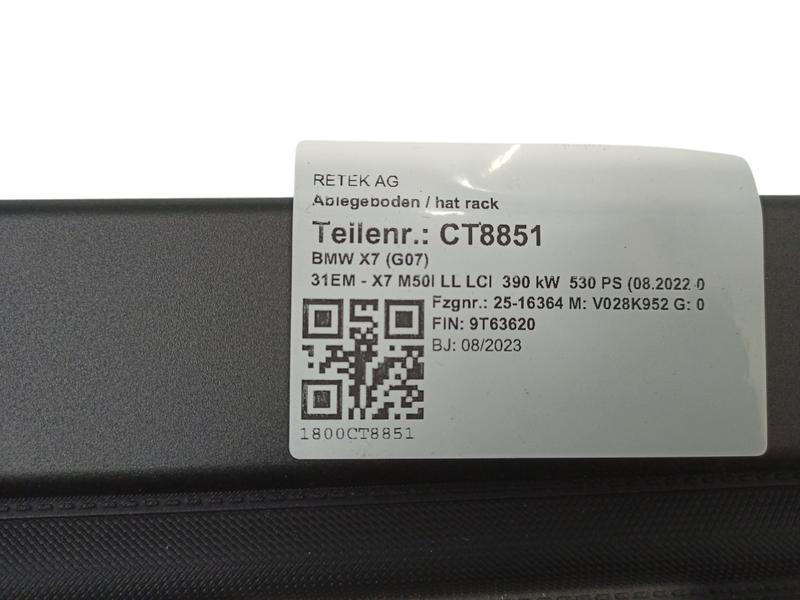 RETEK AG
Ablegeboden / hat rack
Teilenr.: CT8851
BMW X7 (G07)
31EM - X7 M50I LL LCI 390 kW 530 PS (08.2022 0
Fzgnr.: 25-16364 M: V028K952 G: 0
FIN: 9T63620
BJ: 08/2023
1800CT8851